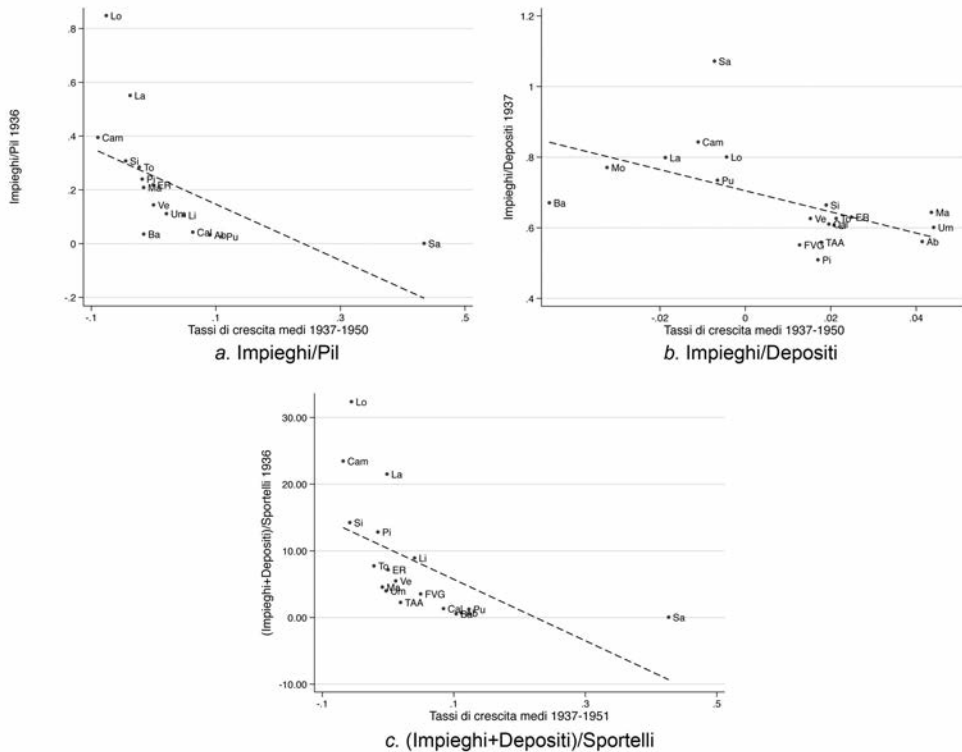 Impieghi/Pil 1936
.8
.6
.4
.2
0
-.2
Lo
La
Cam
Si
To
Pi
ER
Ma
Ve
Um
Li
Ba
Cal
Ab
Pu
Sa
-.1
.1
.3
.5
Tassi di crescita medi 1937-1950
a. Impieghi/Pil
Impieghi/Depositi 1937
1.2
1
.8
.6
.4
Sa
Cam
Lo
La
Mo
Pu
Ba
Si
Ma
Ve
To
ER
Um
FVG
TAA
Ab
Pi
-.02
0
.02
.04
Tassi di crescita medi 1937-1950
b. Impieghi/Depositi
(Impieghi+Depositi)/Sportelli 1936
30.00
20.00
10.00
0.00
-10.00
Lo
Cam
La
Si
Pi
Li
To
ER
Ve
Ma
Um
FVG
TAA
Cal
Pu
Sa
-.1
.1
.3
.5
Tassi di crescita medi 1937-1951
c. (Impieghi+Depositi)/Sportelli